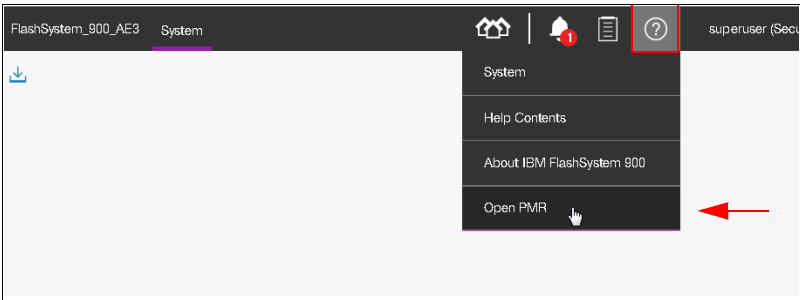 FlashSystem_900_AE3 System 1 superuser (Secu
System
Help Contents
About IBM FlashSystem 900
Open PMR